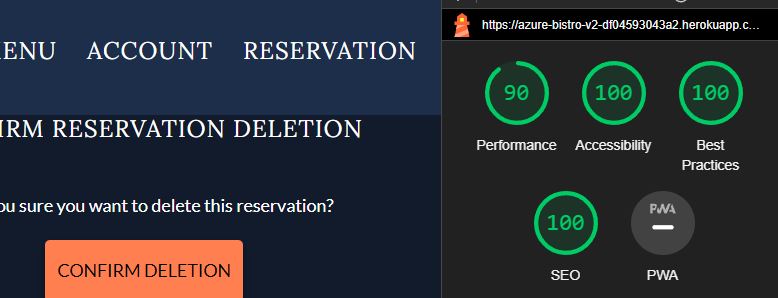 ENU ACCOUNT RESERVATION
IRM RESERVATION DELETION
ou sure you want to delete this reservation?
CONFIRM DELETION
https://azure-bistro-v2-df04593043a2.herokuapp.c...
90 100 100
Performance Accessibility Best
Practices
100 PWA
SEO PWA